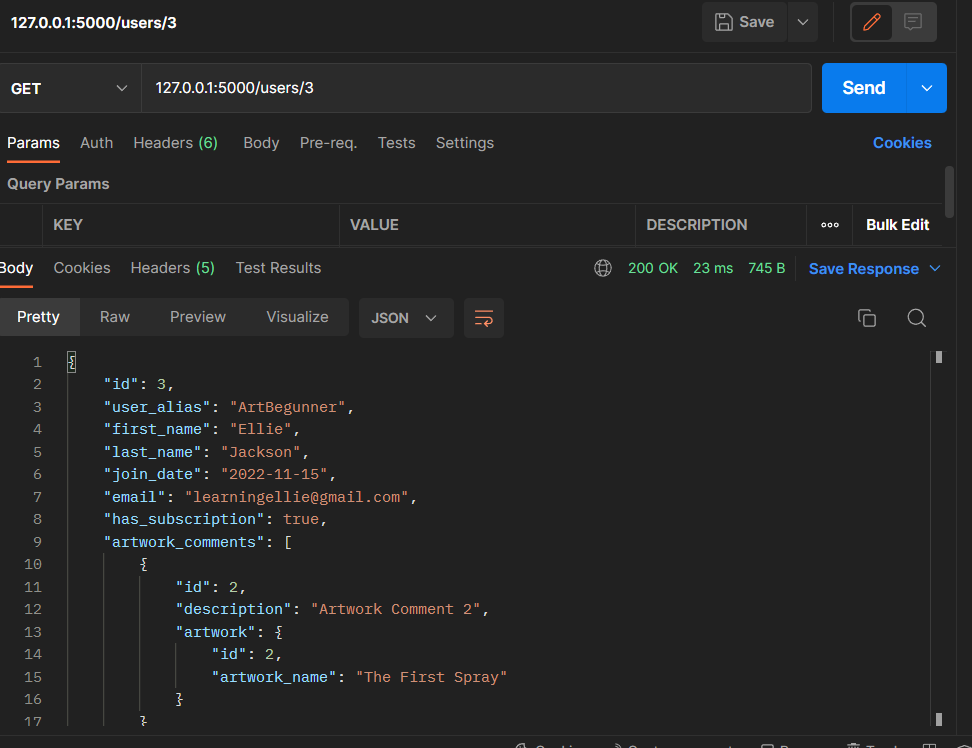 127.0.0.1:5000/users/3
Save
GET
127.0.0.1:5000/users/3
Send
Params Auth Headers (6) Body Pre-req. Tests Settings Cookies
Query Params
KEY VALUE DESCRIPTION ooo Bulk Edit
Body Cookies Headers (5) Test Results 200 OK 23 ms 745 B Save Response
Pretty Raw Preview Visualize JSON
1 {
2 "id": 3,
3 "user_alias": "ArtBegunner",
4 "first_name": "Ellie",
5 "last_name": "Jackson",
6 "join_date": "2022-11-15",
7 "email": "learningellie@gmail.com",
8 "has_subscription": true,
9 "artwork_comments": [
10 {
11 "id": 2,
12 "description": "Artwork Comment 2",
13 "artwork": {
14 "id": 2,
15 "artwork_name": "The First Spray"
16 }
17 }